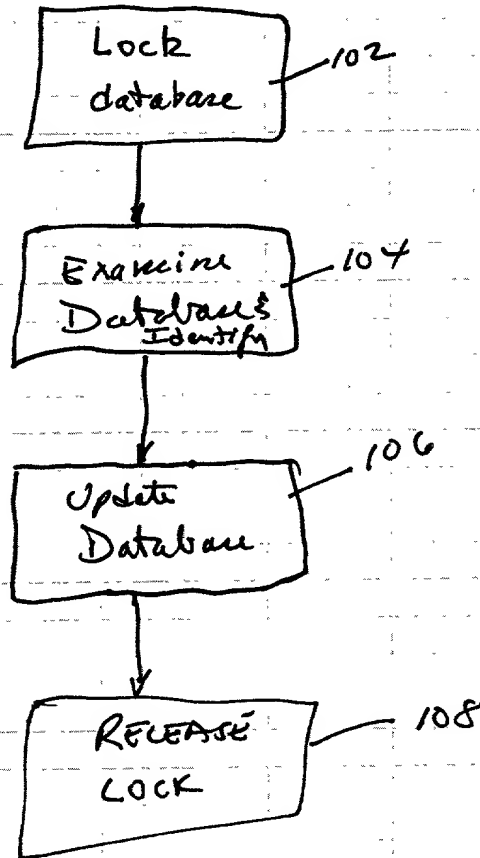 Lock
database
102
Examine
Database &
Identify
104
Update
Database
106
RELEASE
LOCK
108